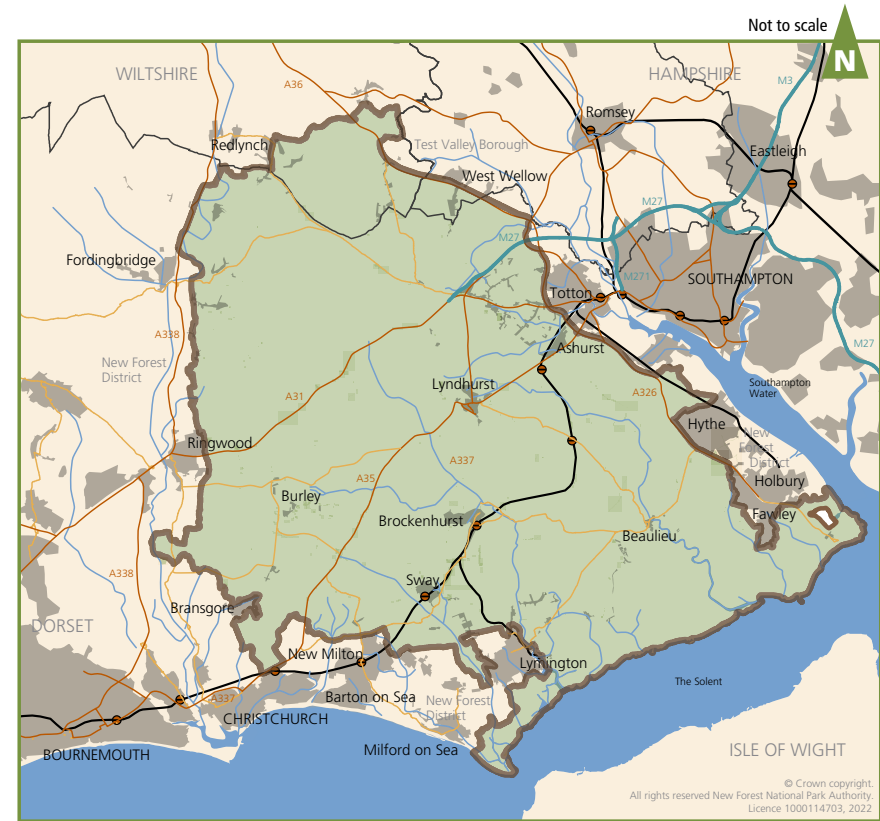 Not to scale
N
WILTSHIRE
HAMPSHIRE
M3
A36
Romsey
Redlynch
Test Valley Borough
Eastleigh
West Wellow
M27
M27
Fordingbridge
M271
SOUTHAMPTON
Totton
A338
M27
Ashurst
New Forest
District
Lyndhurst
Southampton
Water
A31
A326
Hythe
New
Forest
District
Ringwood
A337
A35
Holbury
Burley
Brockenhurst
Fawley
Beaulieu
A338
Sway
Bransgore
DORSET
New Milton
Lymington
The Solent
A337
Barton on Sea
New Forest
District
CHRISTCHURCH
Milford on Sea
BOURNEMOUTH
ISLE OF WIGHT
© Crown copyright.
All rights reserved New Forest National Park Authority.
Licence 1000114703, 2022